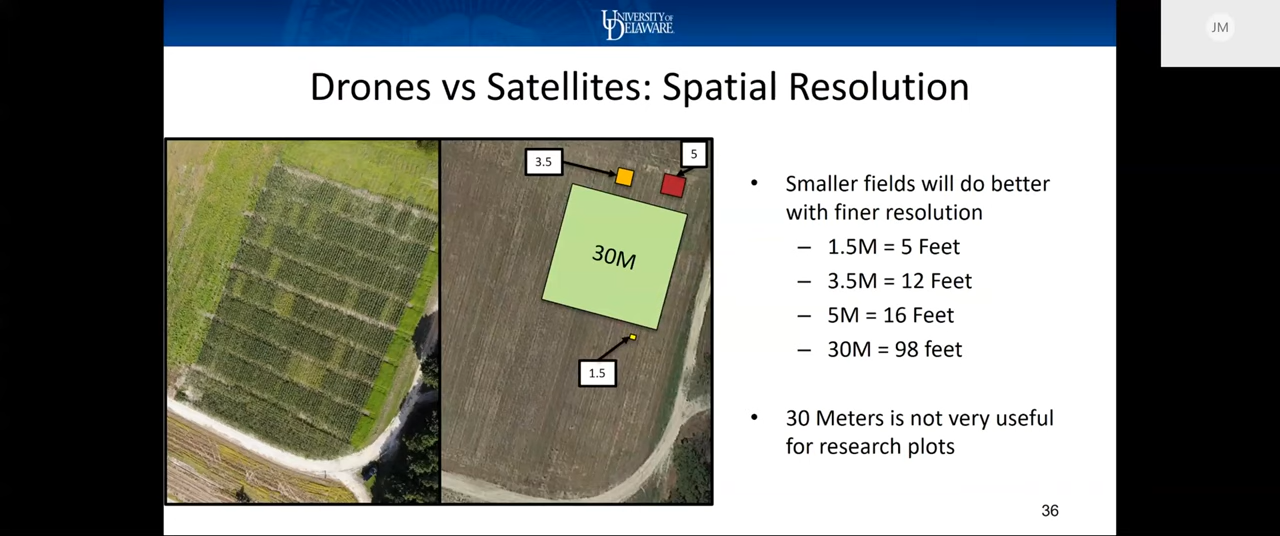 UNIVERSITY OF
DELAWARE
JM
Drones vs Satellites: Spatial Resolution
3.5
5
30M
1.5
• Smaller fields will do better
with finer resolution
– 1.5M = 5 Feet
– 3.5M = 12 Feet
– 5M = 16 Feet
– 30M = 98 feet
• 30 Meters is not very useful
for research plots
36